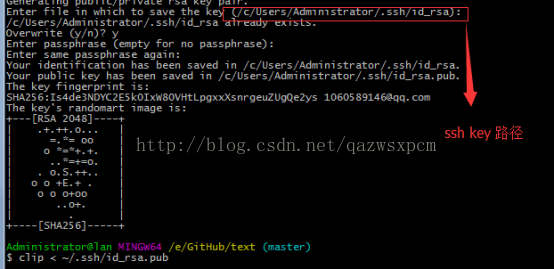 Generating public/private rsa key pair.
Enter file in which to save the key (/c/Users/Administrator/.ssh/id_rsa):
/c/Users/Administrator/.ssh/id_rsa already exists.
Overwrite (y/n)? y
Enter passphrase (empty for no passphrase):
Enter same passphrase again:
Your identification has been saved in /c/Users/Administrator/.ssh/id_rsa.
Your public key has been saved in /c/Users/Administrator/.ssh/id_rsa.pub.
The key fingerprint is:
SHA256:Is4de3NDYC2E5kOIxW80VHtLpgxxXsnrgeuZUgQe2ys 1060589146@qq.com
The key's randomart image is:
+---[RSA 2048]----+
| .+.++.o... |
| =.*= oo |
| o *=*+.+. |
| ..*=+=o. |
| . o.S.++.. |
| o o +E.+ . |
| o o o+oo |
| ..o+. |
| . |
+----[SHA256]-----+
http://blog.csdn.net/qazwsxpcm
ssh key 路径
Administrator@lan MINGW64 /e/GitHub/text (master)
$ clip < ~/.ssh/id_rsa.pub